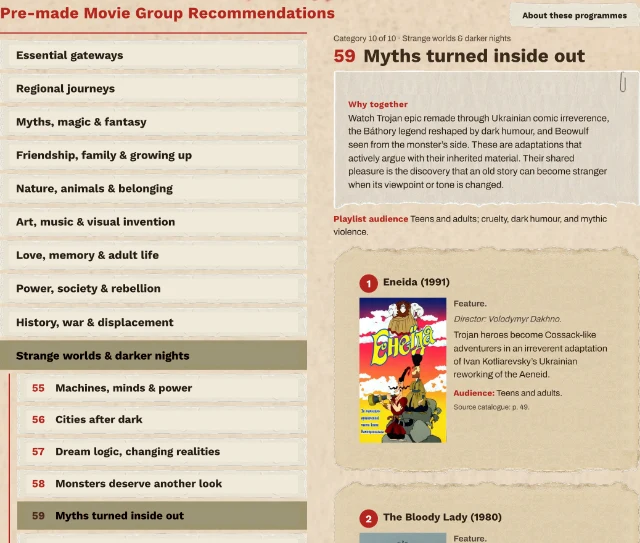 Pre-made Movie Group Recommendations
About these programmes
Essential gateways
Regional journeys
Myths, magic & fantasy
Friendship, family & growing up
Nature, animals & belonging
Art, music & visual invention
Love, memory & adult life
Power, society & rebellion
History, war & displacement
Strange worlds & darker nights
55 Machines, minds & power
56 Cities after dark
57 Dream logic, changing realities
58 Monsters deserve another look
59 Myths turned inside out
Category 10 of 10 · Strange worlds & darker nights
59 Myths turned inside out
Why together
Watch Trojan epic remade through Ukrainian comic irreverence,
the Báthory legend reshaped by dark humour, and Beowulf
seen from the monster's side. These are adaptations that
actively argue with their inherited material. Their shared
pleasure is the discovery that an old story can become stranger
when its viewpoint or tone is changed.
Playlist audience Teens and adults; cruelty, dark humour, and mythic
violence.
1 Eneida (1991)
Енеїда
Feature.
Director: Volodymyr Dakhno.
Trojan heroes become Cossack-like
adventurers in an irreverent adaptation
of Ivan Kotliarevsky's Ukrainian
reworking of the Aeneid.
Audience: Teens and adults.
Source catalogue: p. 49.
2 The Bloody Lady (1980)
Feature.